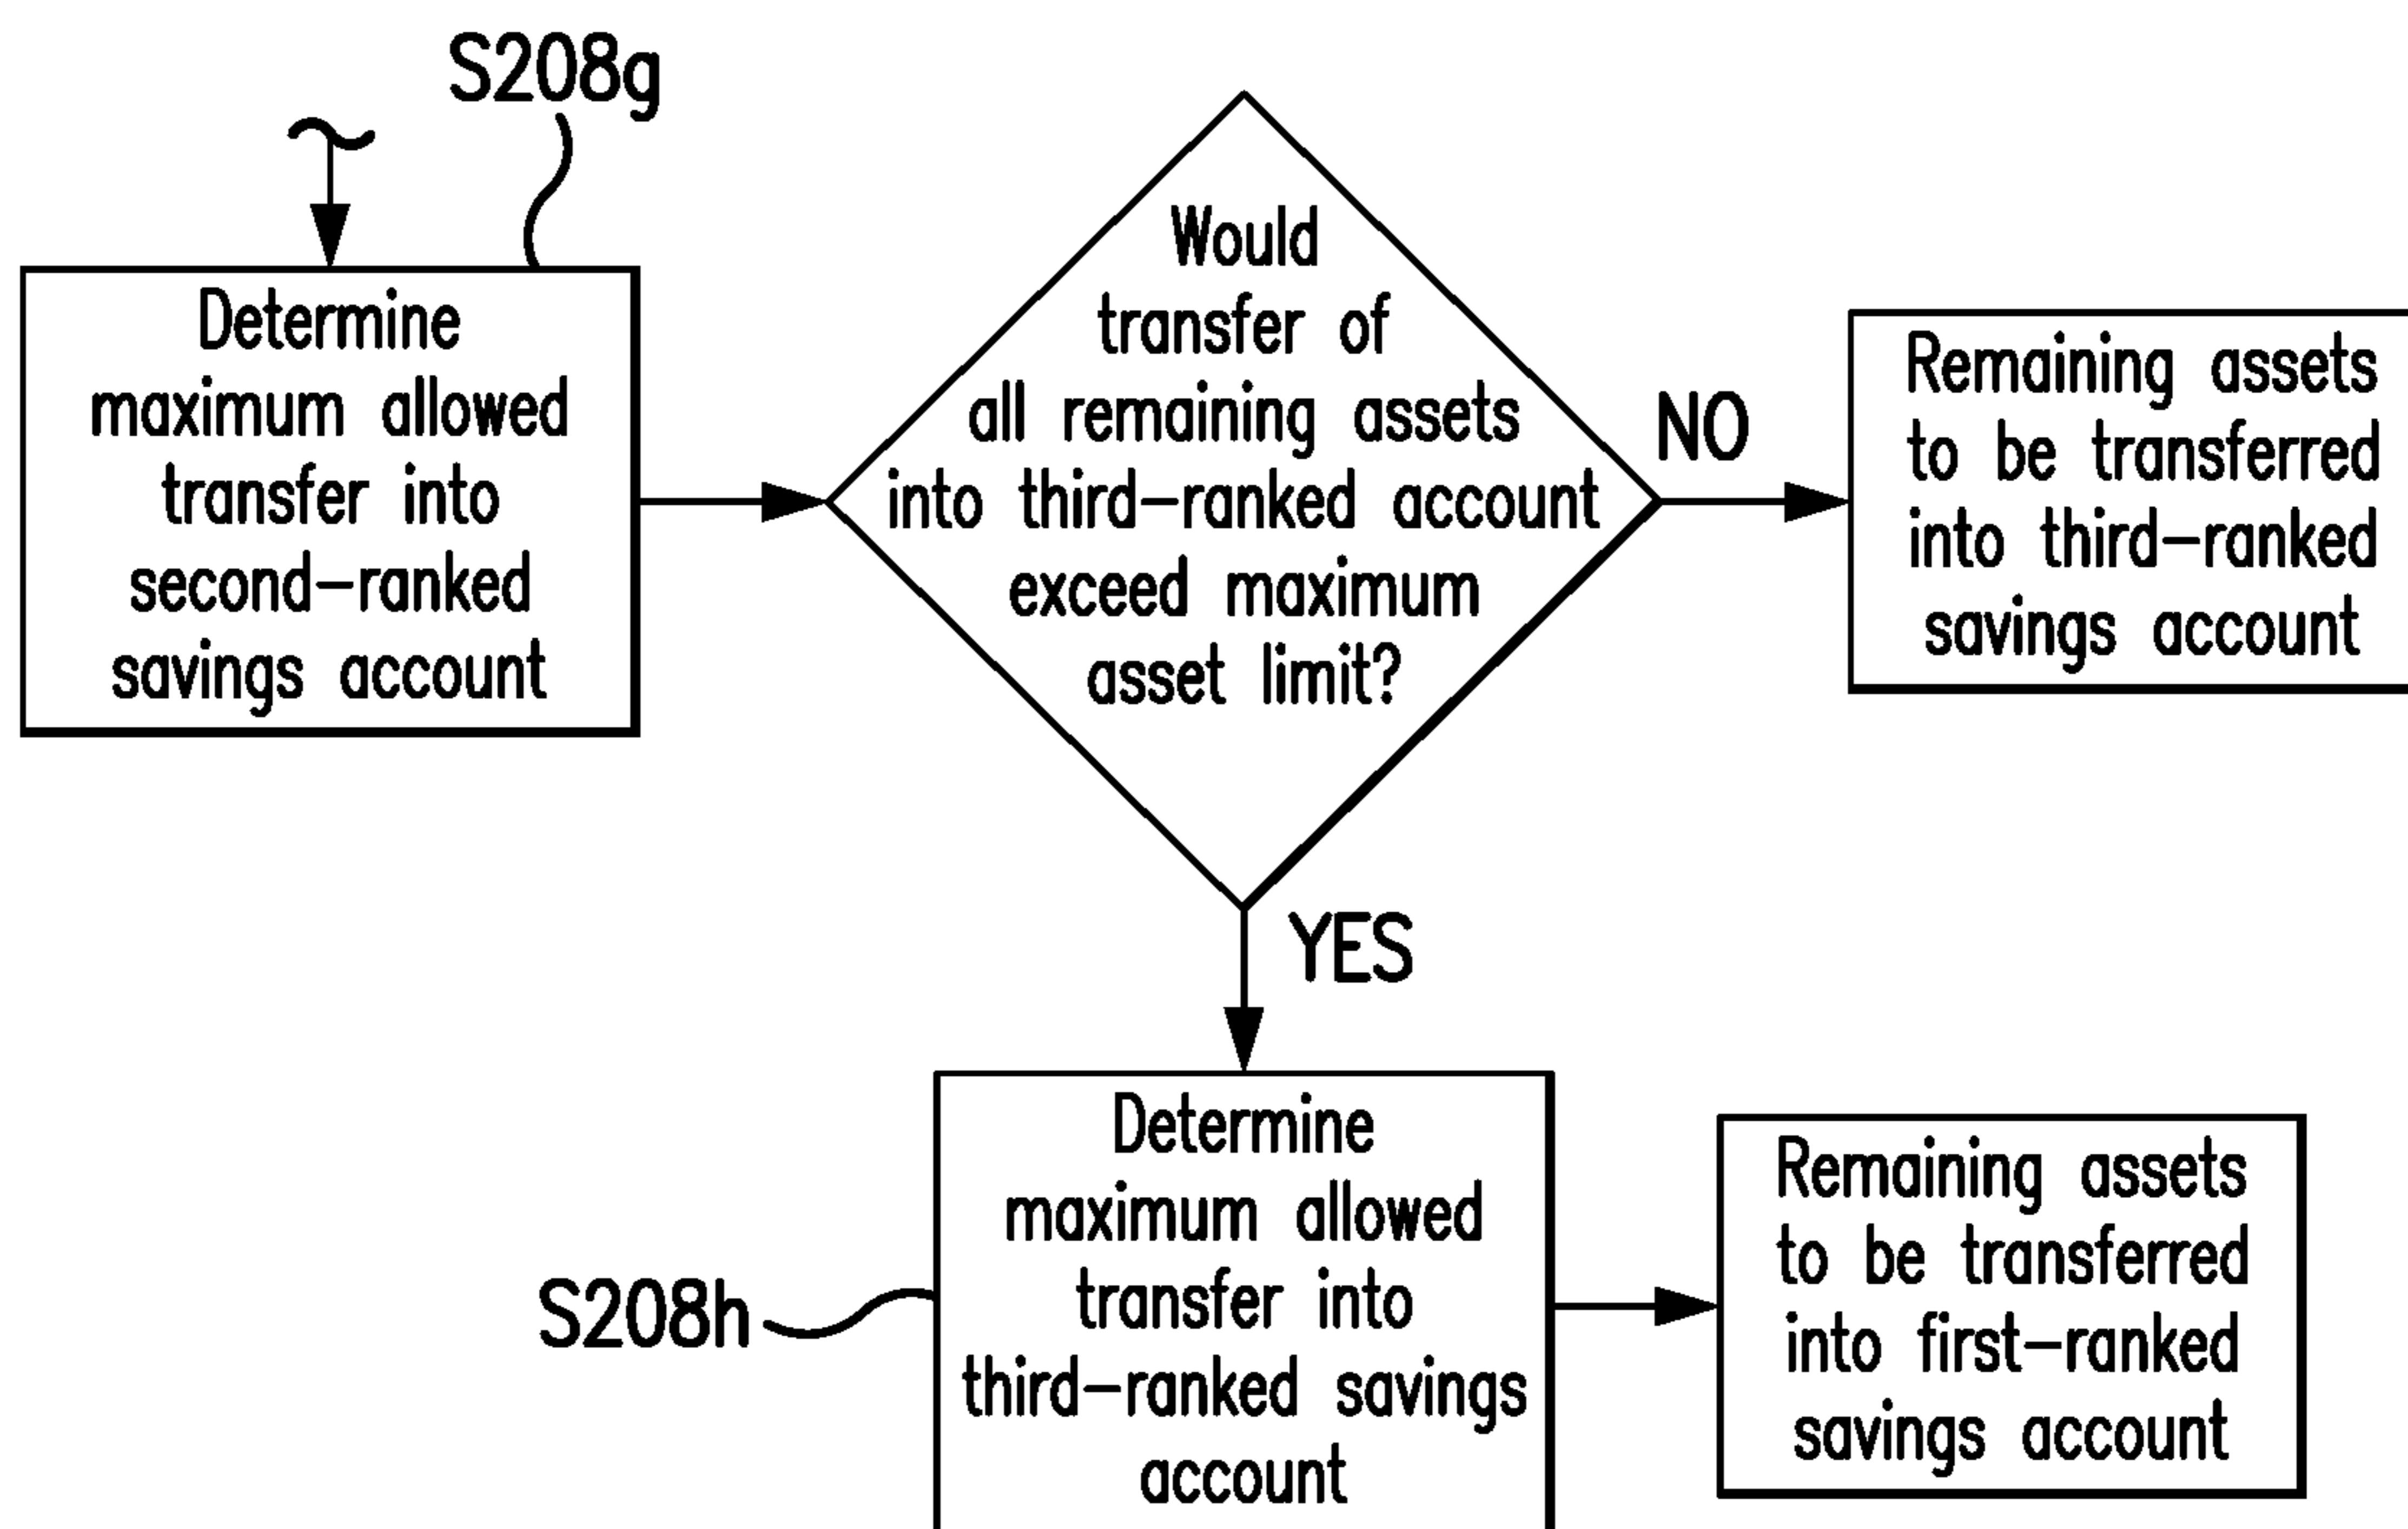 S208g
Determine
maximum allowed
transfer into
second-ranked
savings account
Would
transfer of
all remaining assets
into third-ranked account
exceed maximum
asset limit?
NO
Remaining assets
to be transferred
into third-ranked
savings account
YES
S208h
Determine
maximum allowed
transfer into
third-ranked savings
account
Remaining assets
to be transferred
into first-ranked
savings account